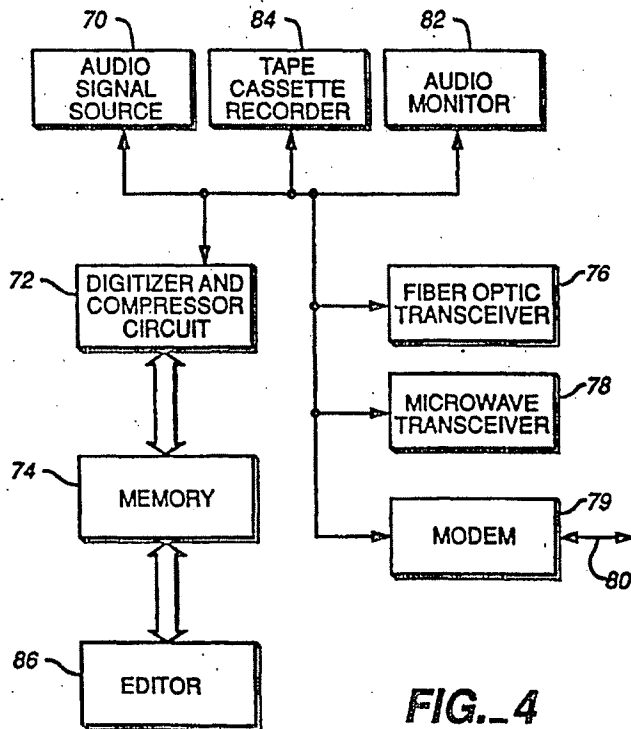 70
84
82
AUDIO
SIGNAL
SOURCE
TAPE
CASSETTE
RECORDER
AUDIO
MONITOR
72
DIGITIZER AND
COMPRESSOR
CIRCUIT
76
FIBER OPTIC
TRANSCEIVER
78
MICROWAVE
TRANSCEIVER
74
MEMORY
79
MODEM
80
86
EDITOR
FIG._4